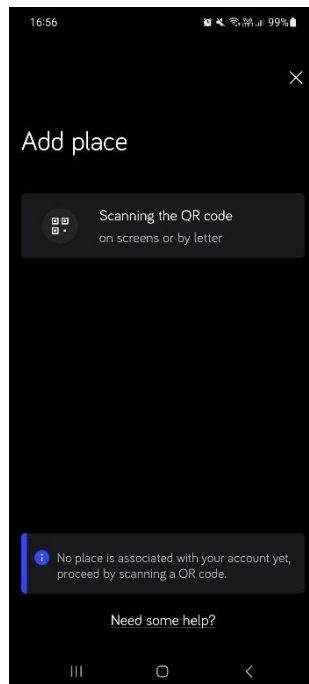 16:56
99%
Add place
Scanning the QR code
on screens or by letter
No place is associated with your account yet,
proceed by scanning a QR code.
Need some help?